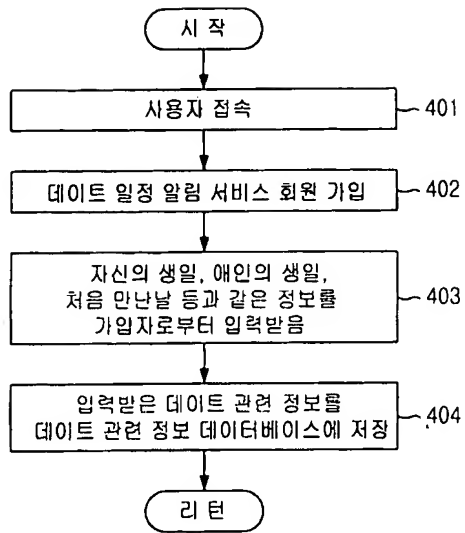 시 작
사용자 접속
401
데이트 일정 알림 서비스 회원 가입
402
자신의 생일, 애인의 생일,
처음 만난날 등과 같은 정보를
가입자로부터 입력받음
403
입력받은 데이트 관련 정보를
데이트 관련 정보 데이터베이스에 저장
404
리 턴